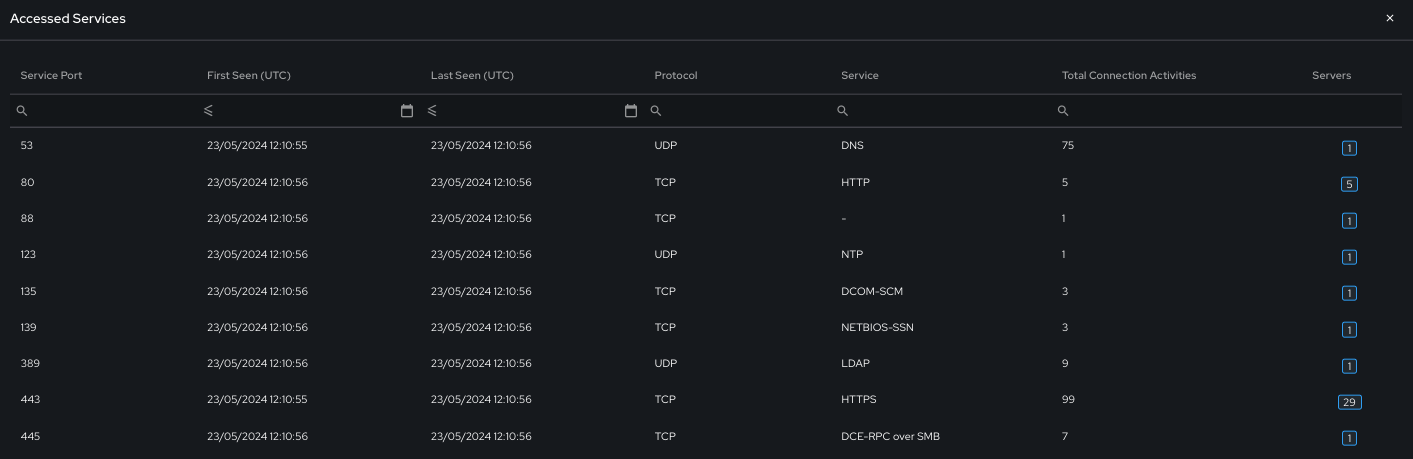 Accessed Services ×
Service Port First Seen (UTC) Last Seen (UTC) Protocol Service Total Connection Activities Servers
≤ ≤
53 23/05/2024 12:10:55 23/05/2024 12:10:56 UDP DNS 75 1
80 23/05/2024 12:10:56 23/05/2024 12:10:56 TCP HTTP 5 5
88 23/05/2024 12:10:56 23/05/2024 12:10:56 TCP - 1 1
123 23/05/2024 12:10:56 23/05/2024 12:10:56 UDP NTP 1 1
135 23/05/2024 12:10:56 23/05/2024 12:10:56 TCP DCOM-SCM 3 1
139 23/05/2024 12:10:56 23/05/2024 12:10:56 TCP NETBIOS-SSN 3 1
389 23/05/2024 12:10:56 23/05/2024 12:10:56 UDP LDAP 9 1
443 23/05/2024 12:10:55 23/05/2024 12:10:56 TCP HTTPS 99 29
445 23/05/2024 12:10:56 23/05/2024 12:10:56 TCP DCE-RPC over SMB 7 1